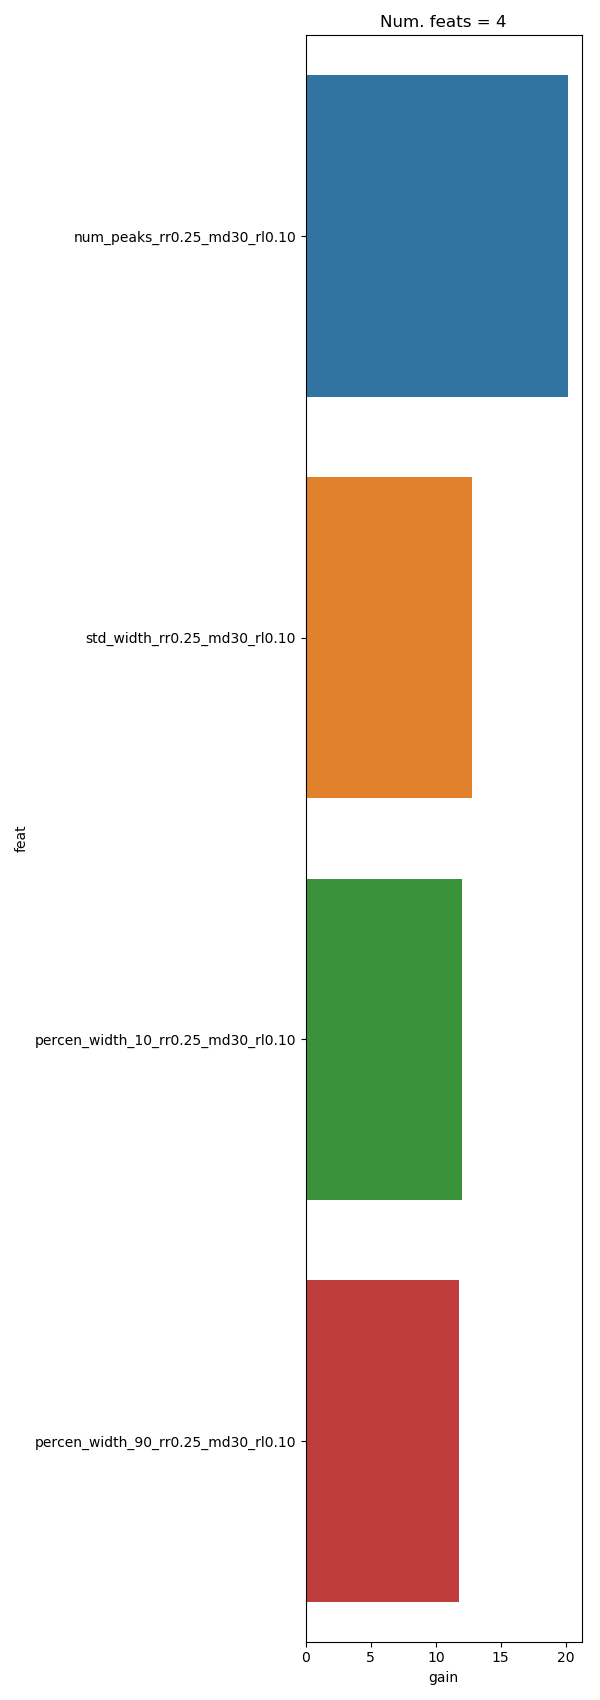 Num. feats = 4
num_peaks_rr0.25_md30_rl0.10
std_width_rr0.25_md30_rl0.10
feat
percen_width_10_rr0.25_md30_rl0.10
percen_width_90_rr0.25_md30_rl0.10
0 5 10 15 20
gain